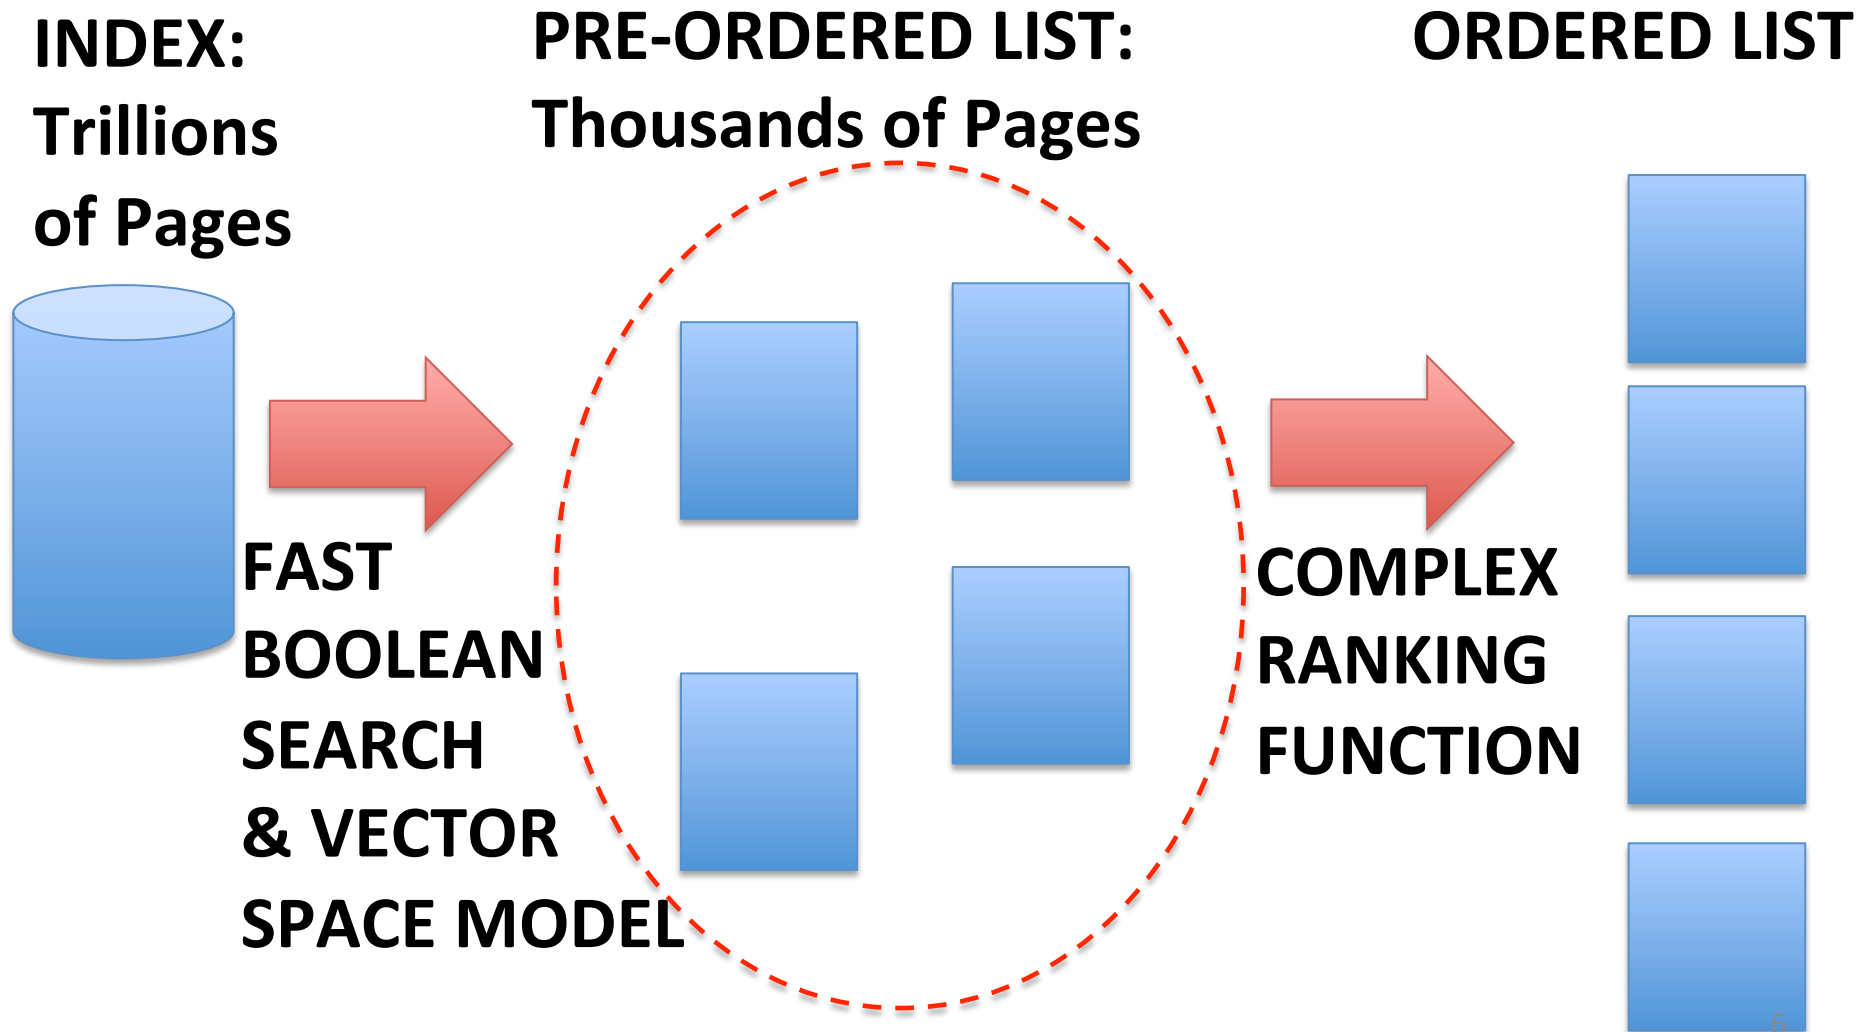 INDEX:
Trillions
of Pages
PRE-ORDERED LIST:
Thousands of Pages
ORDERED LIST
FAST
BOOLEAN
SEARCH
& VECTOR
SPACE MODEL
COMPLEX
RANKING
FUNCTION
6